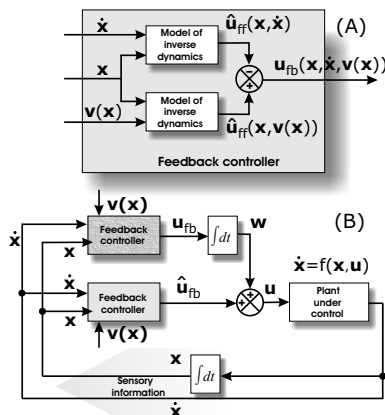 (A)
ẋ
Model of
inverse
dynamics
û_ff(x,ẋ)
x
−
+
u_fb(x,ẋ,v(x))
v(x)
Model of
inverse
dynamics
û_ff(x,v(x))
Feedback controller
(B)
v(x)
ẋ
x
Feedback
controller
u_fb
∫dt
w
ẋ=f(x,u)
ẋ
x
Feedback
controller
û_fb
+
+
u
Plant
under
control
v(x)
x
∫dt
Sensory
information
ẋ